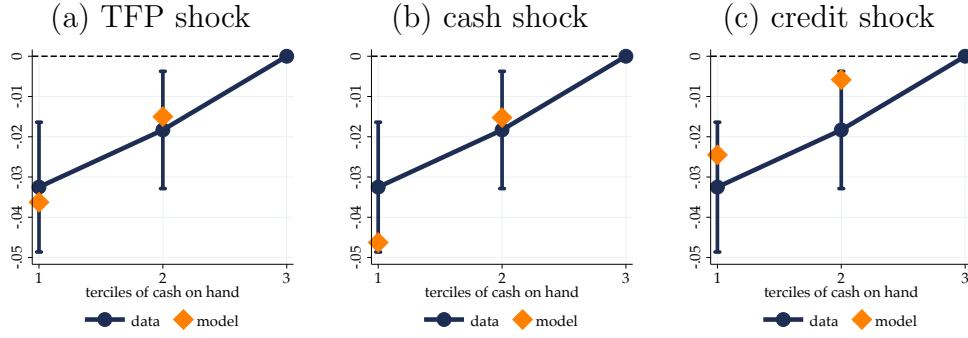 (a) TFP shock
0
-.01
-.02
-.03
-.04
-.05
1 2 3
terciles of cash on hand
data model
(b) cash shock
0
-.01
-.02
-.03
-.04
-.05
1 2 3
terciles of cash on hand
data model
(c) credit shock
0
-.01
-.02
-.03
-.04
-.05
1 2 3
terciles of cash on hand
data model